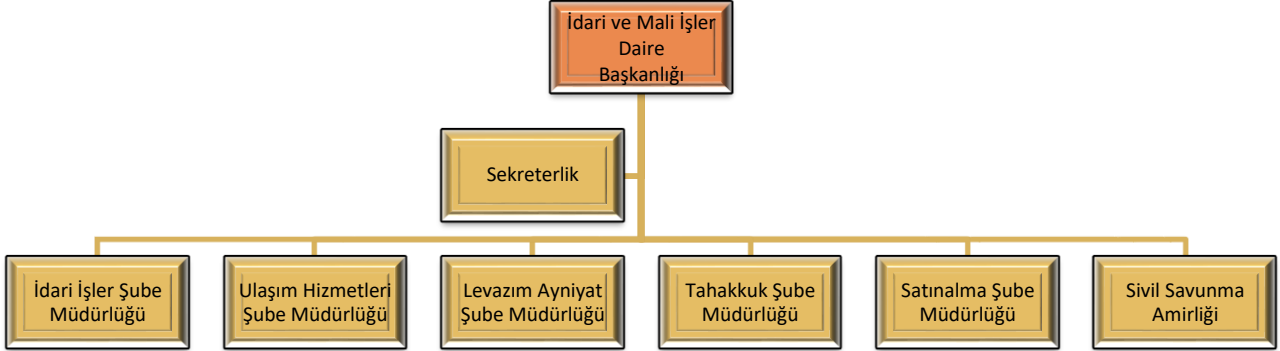 İdari ve Mali İşler
Daire
Başkanlığı
Sekreterlik
İdari İşler Şube
Müdürlüğü
Ulaşım Hizmetleri
Şube Müdürlüğü
Levazım Ayniyat
Şube Müdürlüğü
Tahakkuk Şube
Müdürlüğü
Satınalma Şube
Müdürlüğü
Sivil Savunma
Amirliği